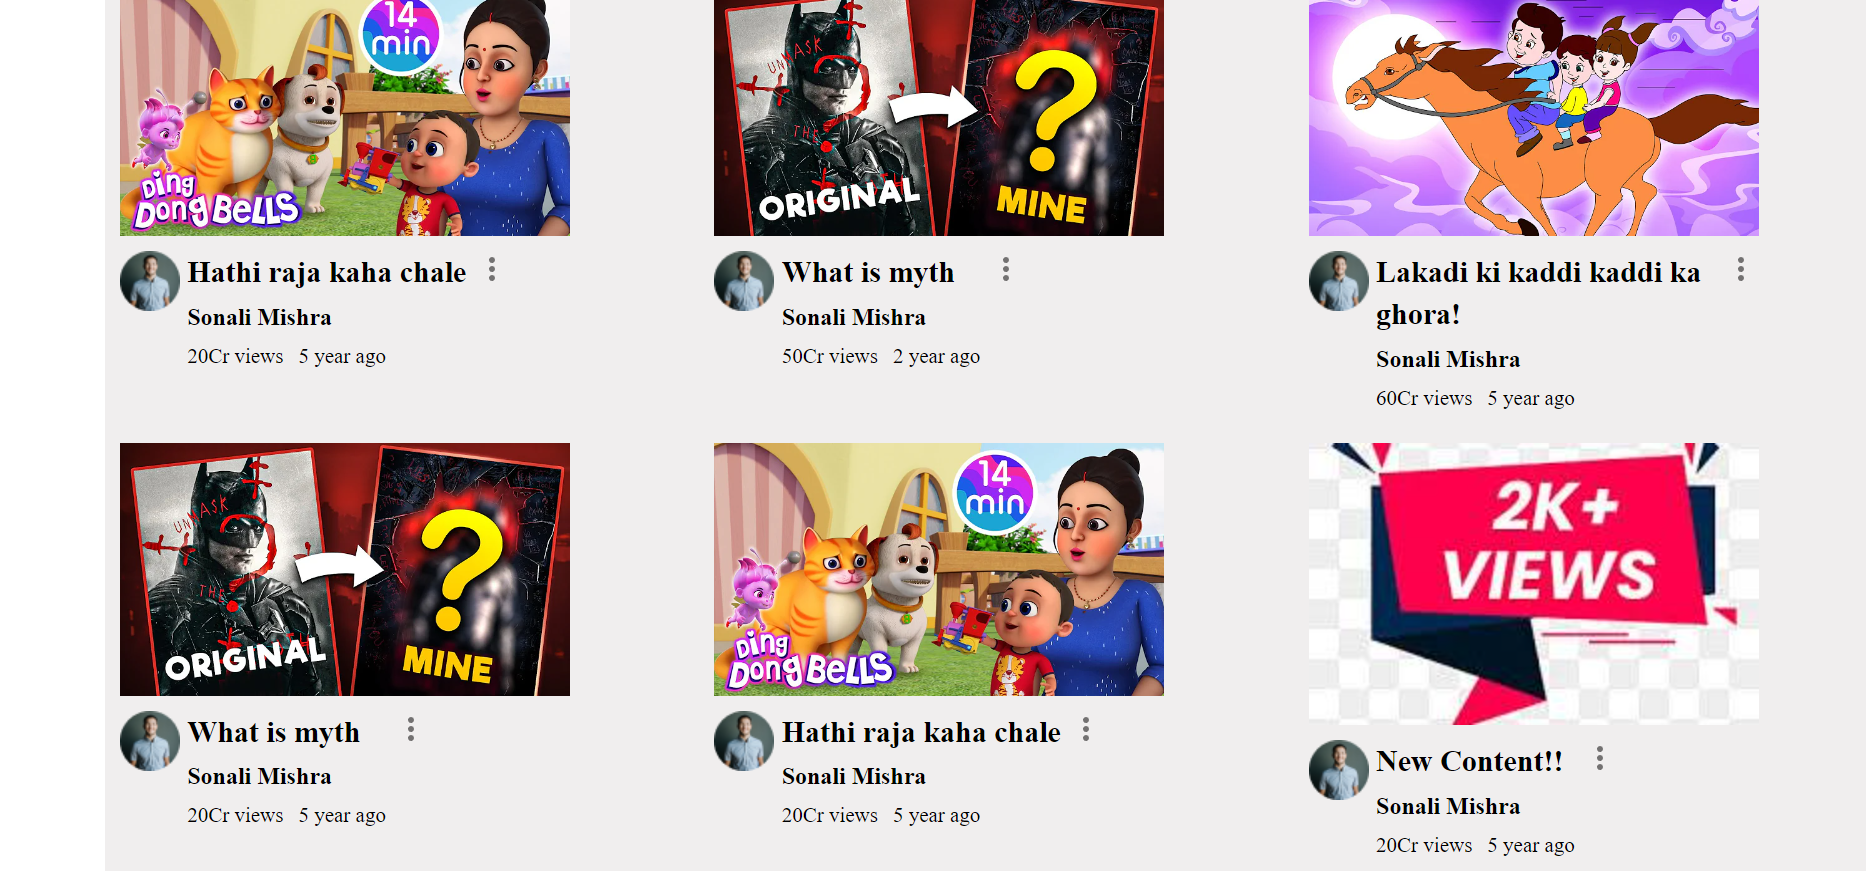 14
min
Ding
Dong Bells
UNMASK
THE
ORIGINAL
MINE
Hathi raja kaha chale
Sonali Mishra
20Cr views 5 year ago
What is myth
Sonali Mishra
50Cr views 2 year ago
Lakadi ki kaddi kaddi ka
ghora!
Sonali Mishra
60Cr views 5 year ago
UNMASK
THE
ORIGINAL
MINE
14
min
Ding
Dong Bells
2K+
VIEWS
What is myth
Sonali Mishra
20Cr views 5 year ago
Hathi raja kaha chale
Sonali Mishra
20Cr views 5 year ago
New Content!!
Sonali Mishra
20Cr views 5 year ago